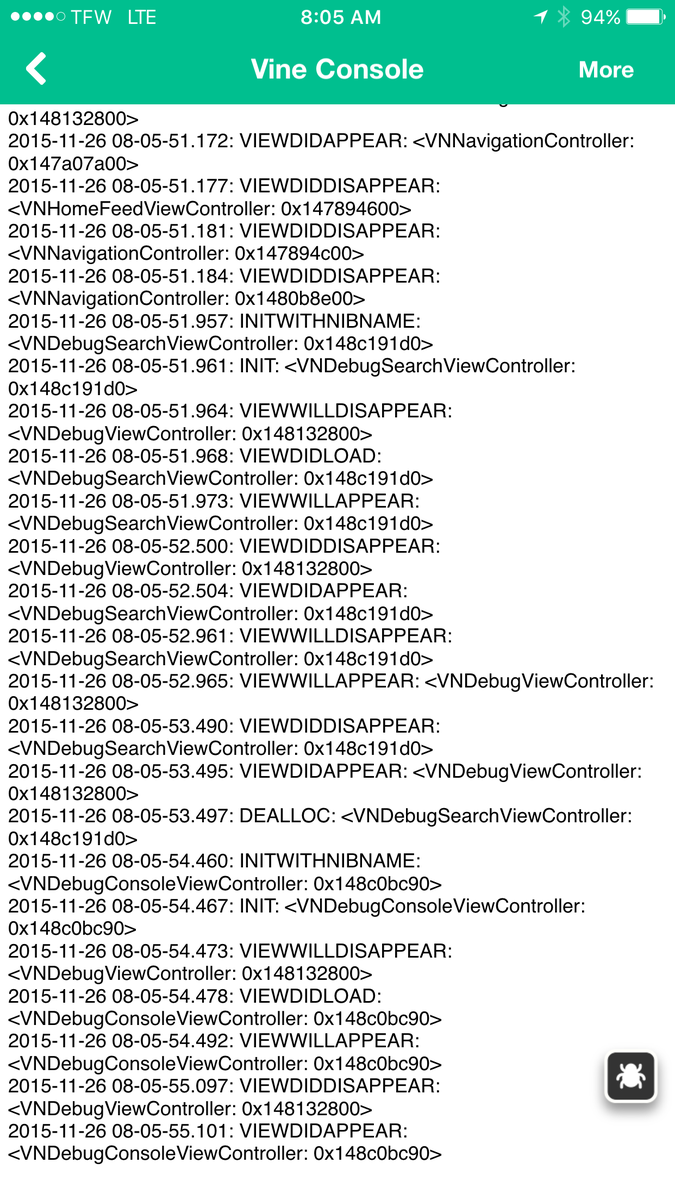 TFW LTE 8:05 AM 94%
Vine Console More
0x148132800>
2015-11-26 08-05-51.172: VIEWDIDAPPEAR: <VNNavigationController:
0x147a07a00>
2015-11-26 08-05-51.177: VIEWDIDDISAPPEAR:
<VNHomeFeedViewController: 0x147894600>
2015-11-26 08-05-51.181: VIEWDIDDISAPPEAR:
<VNNavigationController: 0x147894c00>
2015-11-26 08-05-51.184: VIEWDIDDISAPPEAR:
<VNNavigationController: 0x1480b8e00>
2015-11-26 08-05-51.957: INITWITHNIBNAME:
<VNDebugSearchViewController: 0x148c191d0>
2015-11-26 08-05-51.961: INIT: <VNDebugSearchViewController:
0x148c191d0>
2015-11-26 08-05-51.964: VIEWWILLDISAPPEAR:
<VNDebugViewController: 0x148132800>
2015-11-26 08-05-51.968: VIEWDIDLOAD:
<VNDebugSearchViewController: 0x148c191d0>
2015-11-26 08-05-51.973: VIEWWILLAPPEAR:
<VNDebugSearchViewController: 0x148c191d0>
2015-11-26 08-05-52.500: VIEWDIDDISAPPEAR:
<VNDebugViewController: 0x148132800>
2015-11-26 08-05-52.504: VIEWDIDAPPEAR:
<VNDebugSearchViewController: 0x148c191d0>
2015-11-26 08-05-52.961: VIEWWILLDISAPPEAR:
<VNDebugSearchViewController: 0x148c191d0>
2015-11-26 08-05-52.965: VIEWWILLAPPEAR: <VNDebugViewController:
0x148132800>
2015-11-26 08-05-53.490: VIEWDIDDISAPPEAR:
<VNDebugSearchViewController: 0x148c191d0>
2015-11-26 08-05-53.495: VIEWDIDAPPEAR: <VNDebugViewController:
0x148132800>
2015-11-26 08-05-53.497: DEALLOC: <VNDebugSearchViewController:
0x148c191d0>
2015-11-26 08-05-54.460: INITWITHNIBNAME:
<VNDebugConsoleViewController: 0x148c0bc90>
2015-11-26 08-05-54.467: INIT: <VNDebugConsoleViewController:
0x148c0bc90>
2015-11-26 08-05-54.473: VIEWWILLDISAPPEAR:
<VNDebugViewController: 0x148132800>
2015-11-26 08-05-54.478: VIEWDIDLOAD:
<VNDebugConsoleViewController: 0x148c0bc90>
2015-11-26 08-05-54.492: VIEWWILLAPPEAR:
<VNDebugConsoleViewController: 0x148c0bc90>
2015-11-26 08-05-55.097: VIEWDIDDISAPPEAR:
<VNDebugViewController: 0x148132800>
2015-11-26 08-05-55.101: VIEWDIDAPPEAR:
<VNDebugConsoleViewController: 0x148c0bc90>